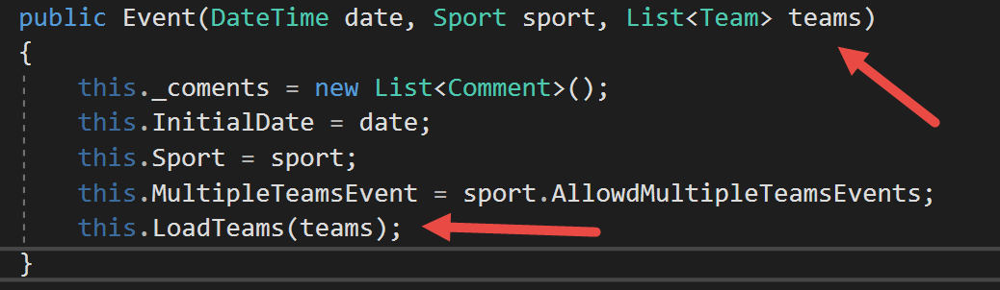 public Event(DateTime date, Sport sport, List<Team> teams)
{
this._coments = new List<Comment>();
this.InitialDate = date;
this.Sport = sport;
this.MultipleTeamsEvent = sport.AllowdMultipleTeamsEvents;
this.LoadTeams(teams);
}